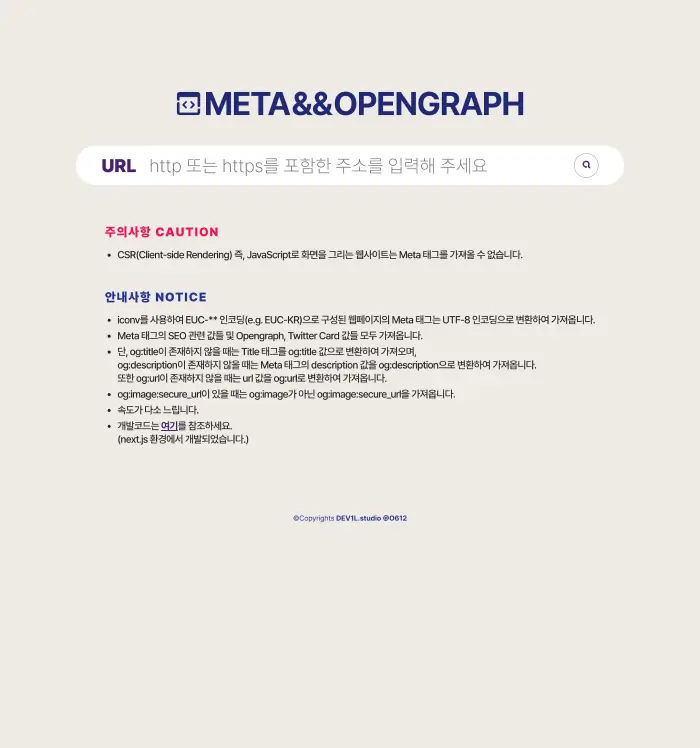 META&&OPENGRAPH
URL http 또는 https를 포함한 주소를 입력해 주세요
주의사항 CAUTION
• CSR(Client-side Rendering) 즉, JavaScript로 화면을 그리는 웹사이트는 Meta 태그를 가져올 수 없습니다.
안내사항 NOTICE
• iconv를 사용하여 EUC-** 인코딩(e.g. EUC-KR)으로 구성된 웹페이지의 Meta 태그는 UTF-8 인코딩으로 변환하여 가져옵니다.
• Meta 태그의 SEO 관련 값들 및 Opengraph, Twitter Card 값들 모두 가져옵니다.
• 단, og:title이 존재하지 않을 때는 Title 태그를 og:title 값으로 변환하여 가져오며,
og:description이 존재하지 않을 때는 Meta 태그의 description 값을 og:description으로 변환하여 가져옵니다.
또한 og:url이 존재하지 않을 때는 url 값을 og:url로 변환하여 가져옵니다.
• og:image:secure_url이 있을 때는 og:image가 아닌 og:image:secure_url을 가져옵니다.
• 속도가 다소 느립니다.
• 개발코드는 여기를 참조하세요.
(next.js 환경에서 개발되었습니다.)
©Copyrights DEV1L.studio @0612